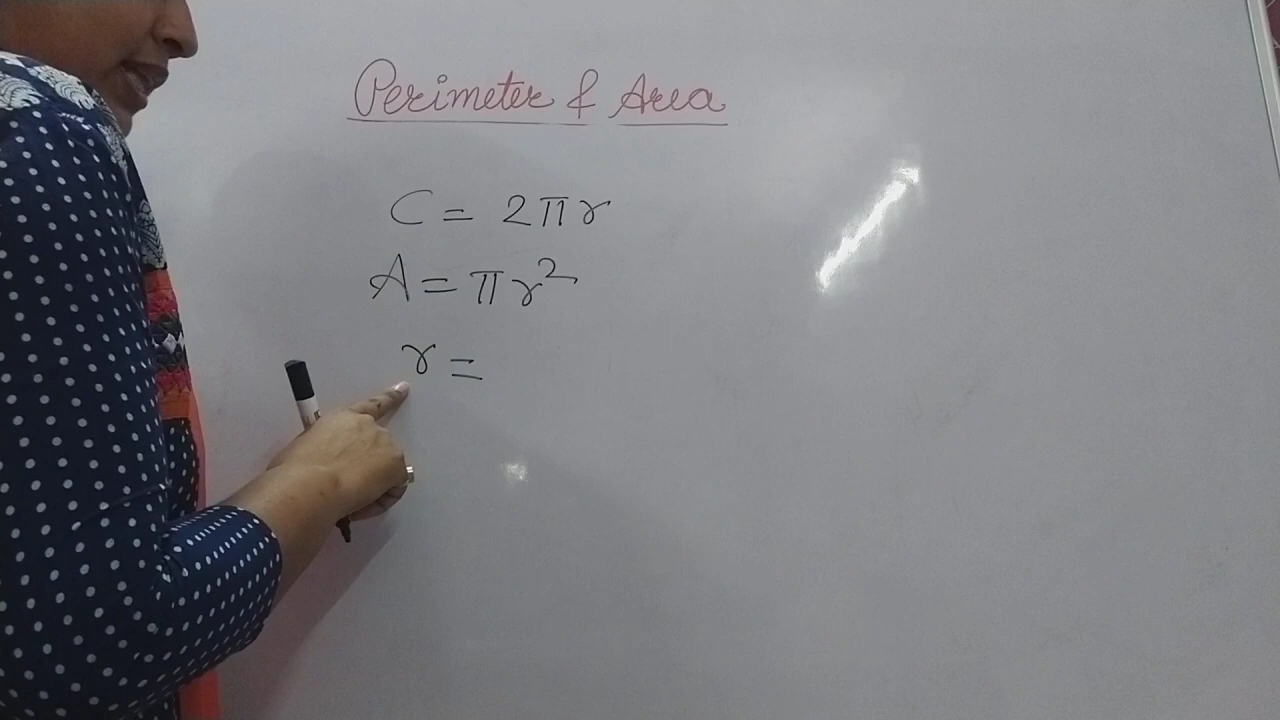 Perimeter & Area
C = 2πr
A = πr²
r =